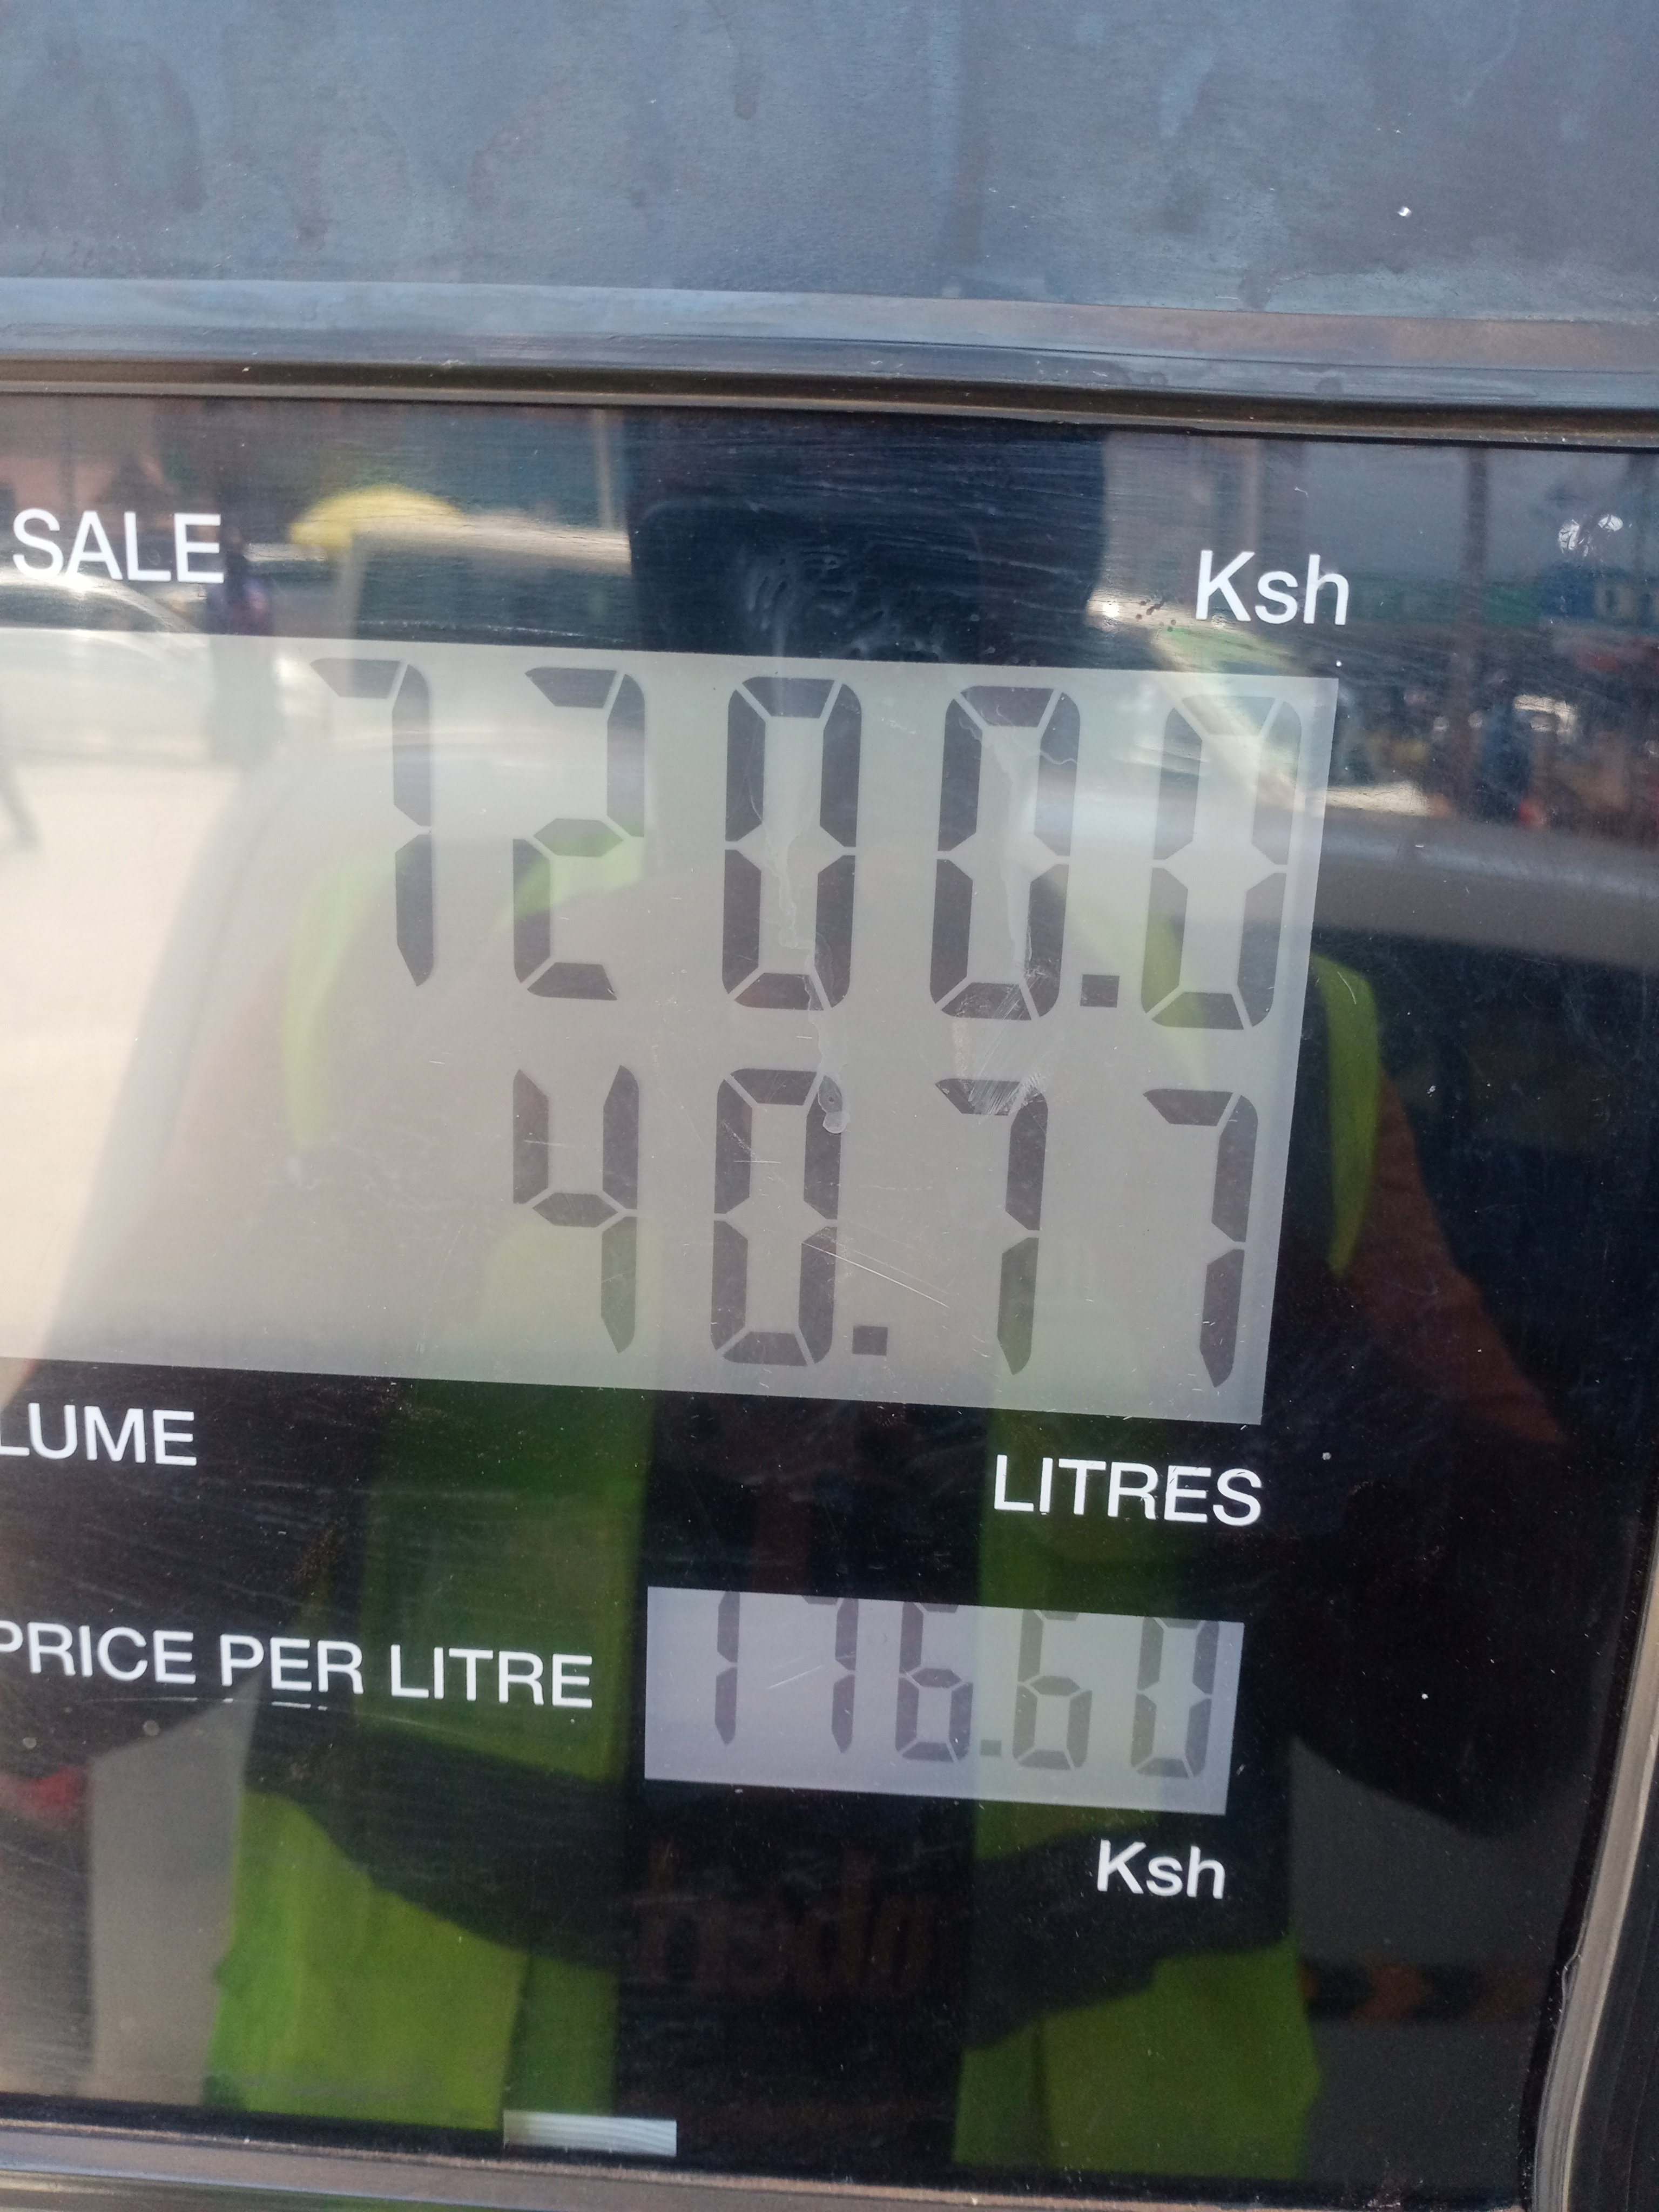 SALE Ksh
7200.0
40.77
LUME LITRES
PRICE PER LITRE 176.60
Ksh